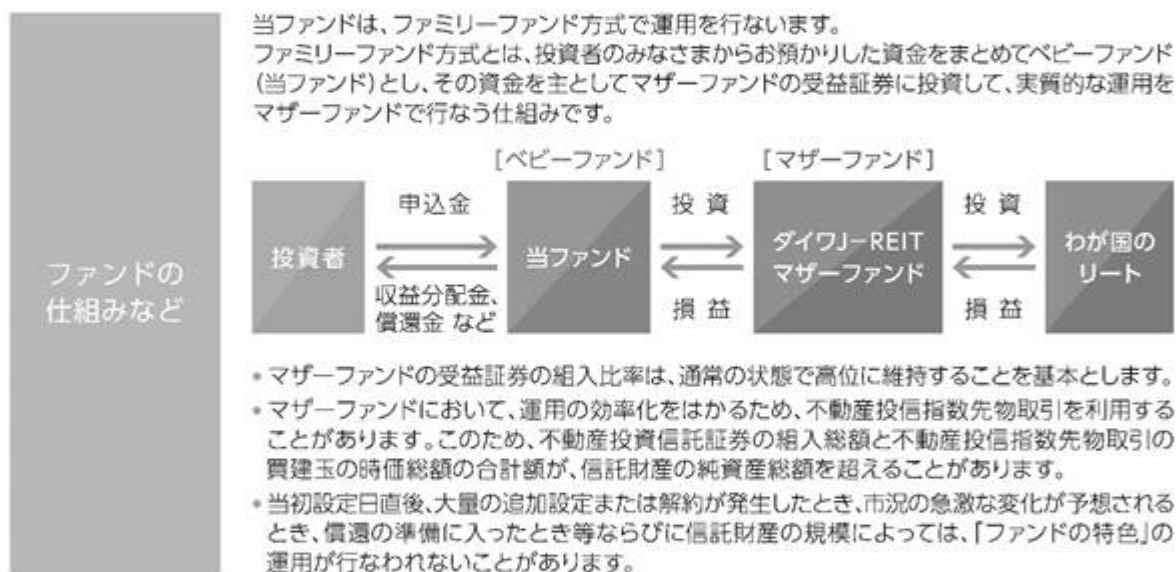 当ファンドは、ファミリーファンド方式で運用を行ないます。
ファミリーファンド方式とは、投資者のみなさまからお預かりした資金をまとめてベビーファンド
(当ファンド)とし、その資金を主としてマザーファンドの受益証券に投資して、実質的な運用を
マザーファンドで行なう仕組みです。
ファンドの
仕組みなど
[ベビーファンド]
[マザーファンド]
投資者
申込金
収益分配金、
償還金 など
当ファンド
投 資
損 益
ダイワJ-REIT
マザーファンド
投 資
損 益
わが国の
リート
• マザーファンドの受益証券の組入比率は、通常の状態で高位に維持することを基本とします。
• マザーファンドにおいて、運用の効率化をはかるため、不動産投信指数先物取引を利用する
ことがあります。このため、不動産投資信託証券の組入総額と不動産投信指数先物取引の
買建玉の時価総額の合計額が、信託財産の純資産総額を超えることがあります。
• 当初設定日直後、大量の追加設定または解約が発生したとき、市況の急激な変化が予想される
とき、償還の準備に入ったとき等ならびに信託財産の規模によっては、「ファンドの特色」の
運用が行なわれないことがあります。